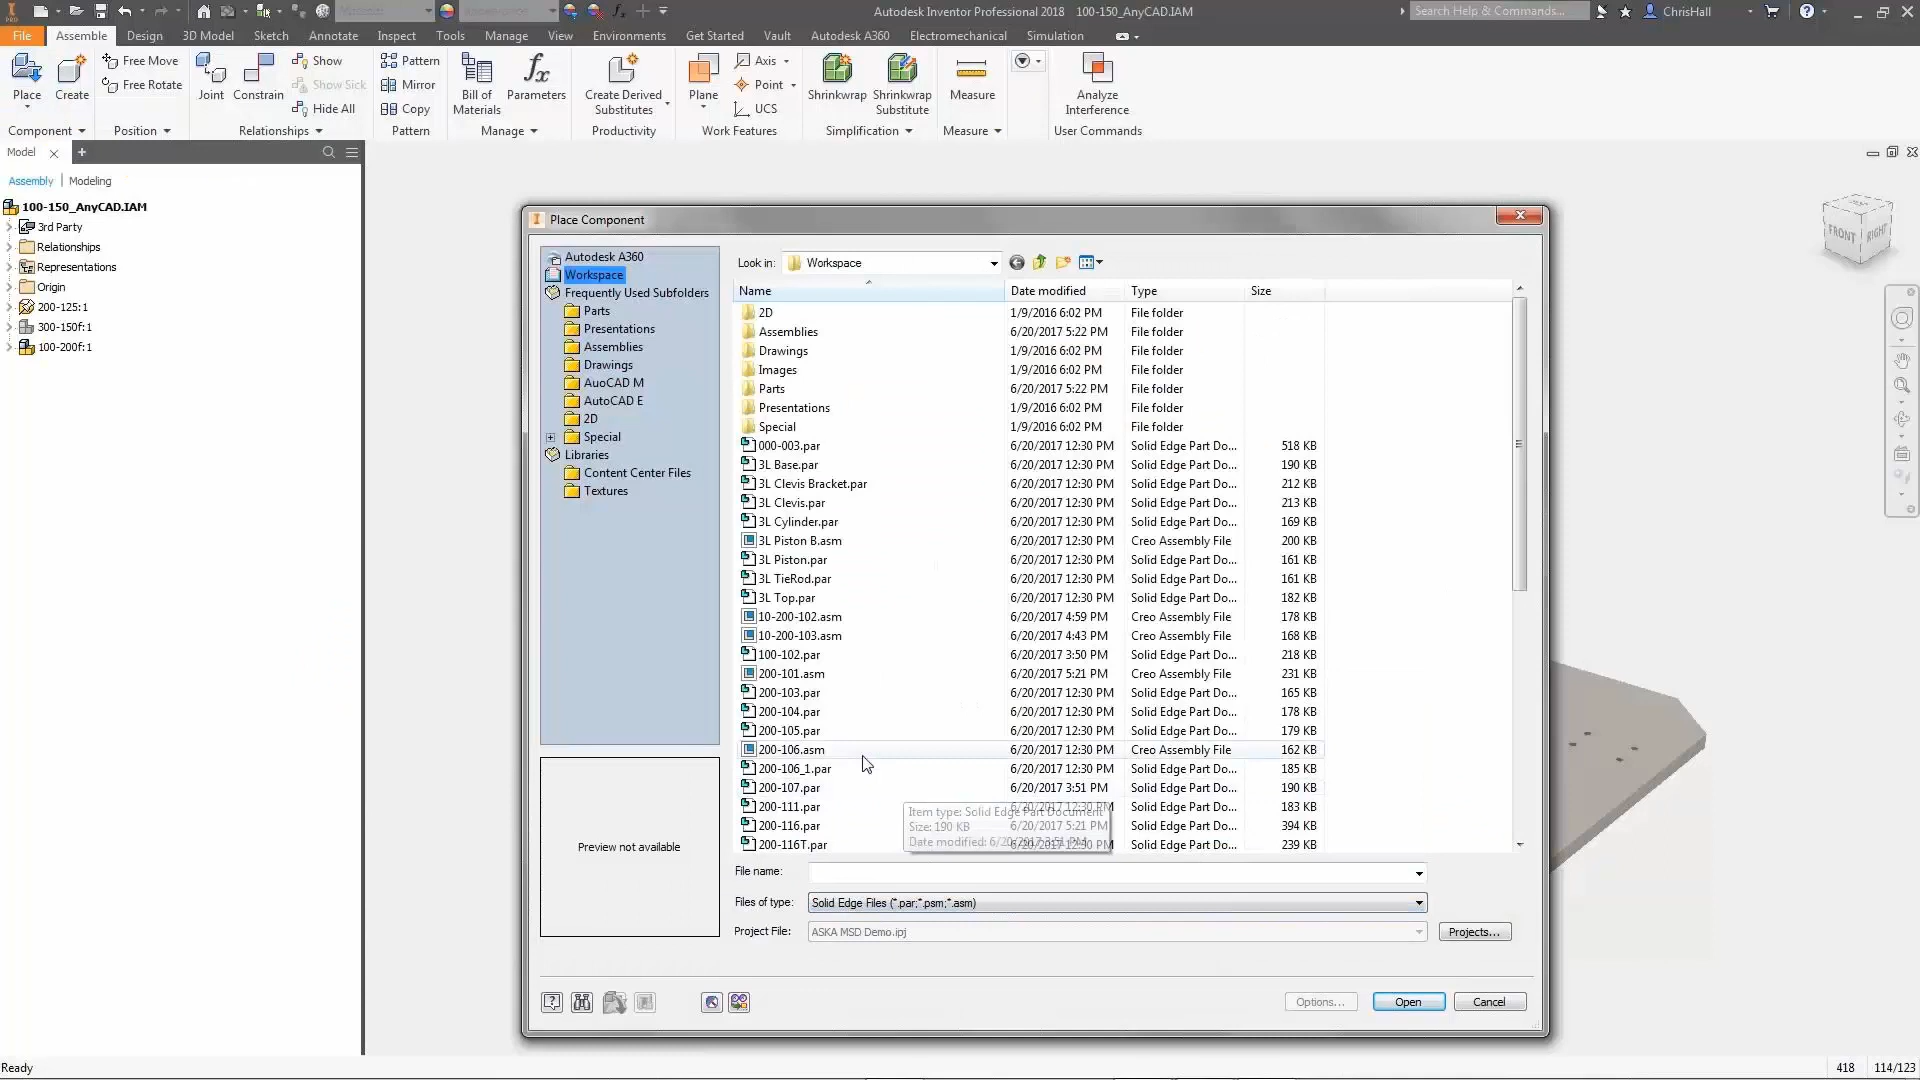 Autodesk Inventor Professional 2018 100-150_AnyCAD.IAM
Search Help & Commands...
ChrisHall
File Assemble Design 3D Model Sketch Annotate Inspect Tools Manage View Environments Get Started Vault Autodesk A360 Electromechanical Simulation
Place
Create
Component
Free Move
Free Rotate
Position
Joint
Constrain
Show
Show Sick
Hide All
Relationships
Pattern
Mirror
Copy
Pattern
Bill of
Materials
Parameters
Manage
Create Derived
Substitutes
Productivity
Plane
Axis
Point
UCS
Work Features
Shrinkwrap
Shrinkwrap
Substitute
Simplification
Measure
Measure
Analyze
Interference
User Commands
Model
Assembly | Modeling
100-150_AnyCAD.IAM
3rd Party
Relationships
Representations
Origin
200-125:1
300-150f:1
100-200f:1
FRONT RIGHT
Place Component
Autodesk A360
Workspace
Frequently Used Subfolders
Parts
Presentations
Assemblies
Drawings
AuoCAD M
AutoCAD E
2D
Special
Libraries
Content Center Files
Textures
Look in: Workspace
Name Date modified Type Size
2D 1/9/2016 6:02 PM File folder
Assemblies 6/20/2017 5:22 PM File folder
Drawings 1/9/2016 6:02 PM File folder
Images 1/9/2016 6:02 PM File folder
Parts 6/20/2017 5:22 PM File folder
Presentations 1/9/2016 6:02 PM File folder
Special 1/9/2016 6:02 PM File folder
000-003.par 6/20/2017 12:30 PM Solid Edge Part Do... 518 KB
3L Base.par 6/20/2017 12:30 PM Solid Edge Part Do... 190 KB
3L Clevis Bracket.par 6/20/2017 12:30 PM Solid Edge Part Do... 212 KB
3L Clevis.par 6/20/2017 12:30 PM Solid Edge Part Do... 213 KB
3L Cylinder.par 6/20/2017 12:30 PM Solid Edge Part Do... 169 KB
3L Piston B.asm 6/20/2017 12:30 PM Creo Assembly File 200 KB
3L Piston.par 6/20/2017 12:30 PM Solid Edge Part Do... 161 KB
3L TieRod.par 6/20/2017 12:30 PM Solid Edge Part Do... 161 KB
3L Top.par 6/20/2017 12:30 PM Solid Edge Part Do... 182 KB
10-200-102.asm 6/20/2017 4:59 PM Creo Assembly File 178 KB
10-200-103.asm 6/20/2017 4:43 PM Creo Assembly File 168 KB
100-102.par 6/20/2017 3:50 PM Solid Edge Part Do... 218 KB
200-101.asm 6/20/2017 5:21 PM Creo Assembly File 231 KB
200-103.par 6/20/2017 12:30 PM Solid Edge Part Do... 165 KB
200-104.par 6/20/2017 12:30 PM Solid Edge Part Do... 178 KB
200-105.par 6/20/2017 12:30 PM Solid Edge Part Do... 179 KB
200-106.asm 6/20/2017 12:30 PM Creo Assembly File 162 KB
200-106_1.par 6/20/2017 12:30 PM Solid Edge Part Do... 185 KB
200-107.par 6/20/2017 3:51 PM Solid Edge Part Do... 190 KB
200-111.par 6/20/2017 12:30 PM Solid Edge Part Do... 183 KB
200-116.par 6/20/2017 5:21 PM Solid Edge Part Do... 394 KB
200-116T.par 6/20/2017 12:30 PM Solid Edge Part Do... 239 KB
Item type: Solid Edge Part Document
Size: 190 KB
Date modified: 6/20/2017 3:51 PM
Preview not available
File name:
Files of type: Solid Edge Files (*.par;*.psm;*.asm)
Project File: ASKA MSD Demo.ipj
Projects...
Options... Open Cancel
Ready
418 114/123